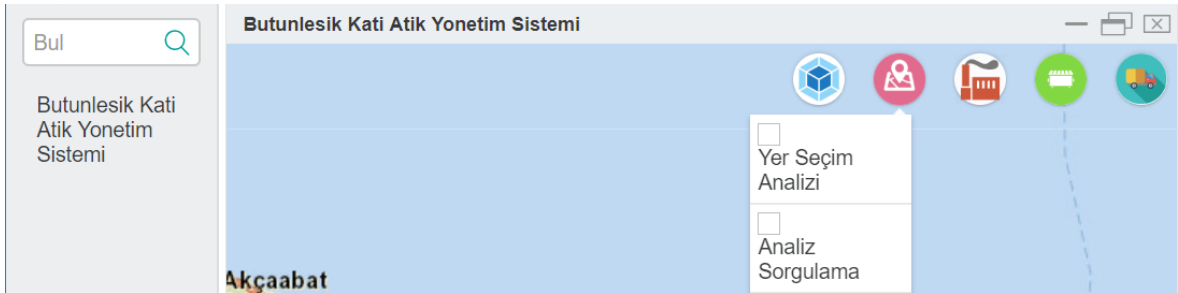 Bul
Butunlesik Kati
Atik Yonetim
Sistemi
Butunlesik Kati Atik Yonetim Sistemi
Yer Seçim
Analizi
Analiz
Sorgulama
Akçaabat